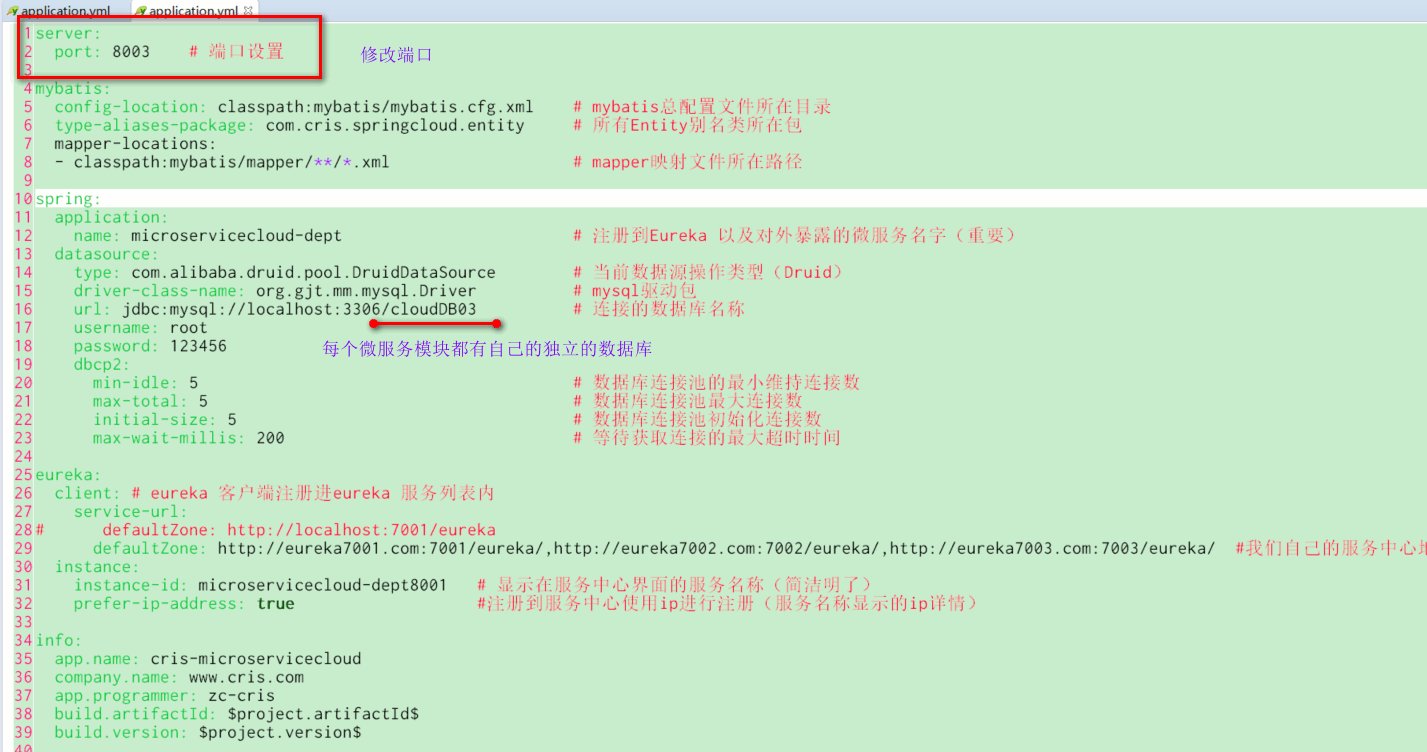 application.yml application.yml
1 server:
2 port: 8003 # 端口设置 修改端口
3
4 mybatis:
5 config-location: classpath:mybatis/mybatis.cfg.xml # mybatis总配置文件所在目录
6 type-aliases-package: com.cris.springcloud.entity # 所有Entity别名类所在包
7 mapper-locations:
8 - classpath:mybatis/mapper/**/*.xml # mapper映射文件所在路径
9
10 spring:
11 application:
12 name: microservicecloud-dept # 注册到Eureka 以及对外暴露的微服务名字（重要）
13 datasource:
14 type: com.alibaba.druid.pool.DruidDataSource # 当前数据源操作类型（Druid）
15 driver-class-name: org.gjt.mm.mysql.Driver # mysql驱动包
16 url: jdbc:mysql://localhost:3306/cloudDB03 # 连接的数据库名称
17 username: root
18 password: 123456 每个微服务模块都有自己的独立的数据库
19 dbcp2:
20 min-idle: 5 # 数据库连接池的最小维持连接数
21 max-total: 5 # 数据库连接池最大连接数
22 initial-size: 5 # 数据库连接池初始化连接数
23 max-wait-millis: 200 # 等待获取连接的最大超时时间
24
25 eureka:
26 client: # eureka 客户端注册进eureka 服务列表内
27 service-url:
28 # defaultZone: http://localhost:7001/eureka
29 defaultZone: http://eureka7001.com:7001/eureka/,http://eureka7002.com:7002/eureka/,http://eureka7003.com:7003/eureka/ #我们自己的服务中心地
30 instance:
31 instance-id: microservicecloud-dept8001 # 显示在服务中心界面的服务名称（简洁明了）
32 prefer-ip-address: true #注册到服务中心使用ip进行注册（服务名称显示的ip详情）
33
34 info:
35 app.name: cris-microservicecloud
36 company.name: www.cris.com
37 app.programmer: zc-cris
38 build.artifactId: $project.artifactId$
39 build.version: $project.version$
40